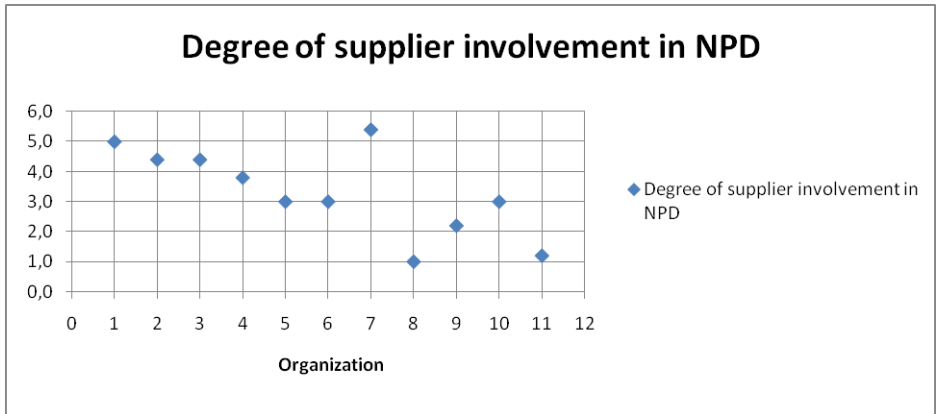 Degree of supplier involvement in NPD
6,0
5,0
4,0
3,0
2,0
1,0
0,0
0 1 2 3 4 5 6 7 8 9 10 11 12
Organization
Degree of supplier involvement in
NPD